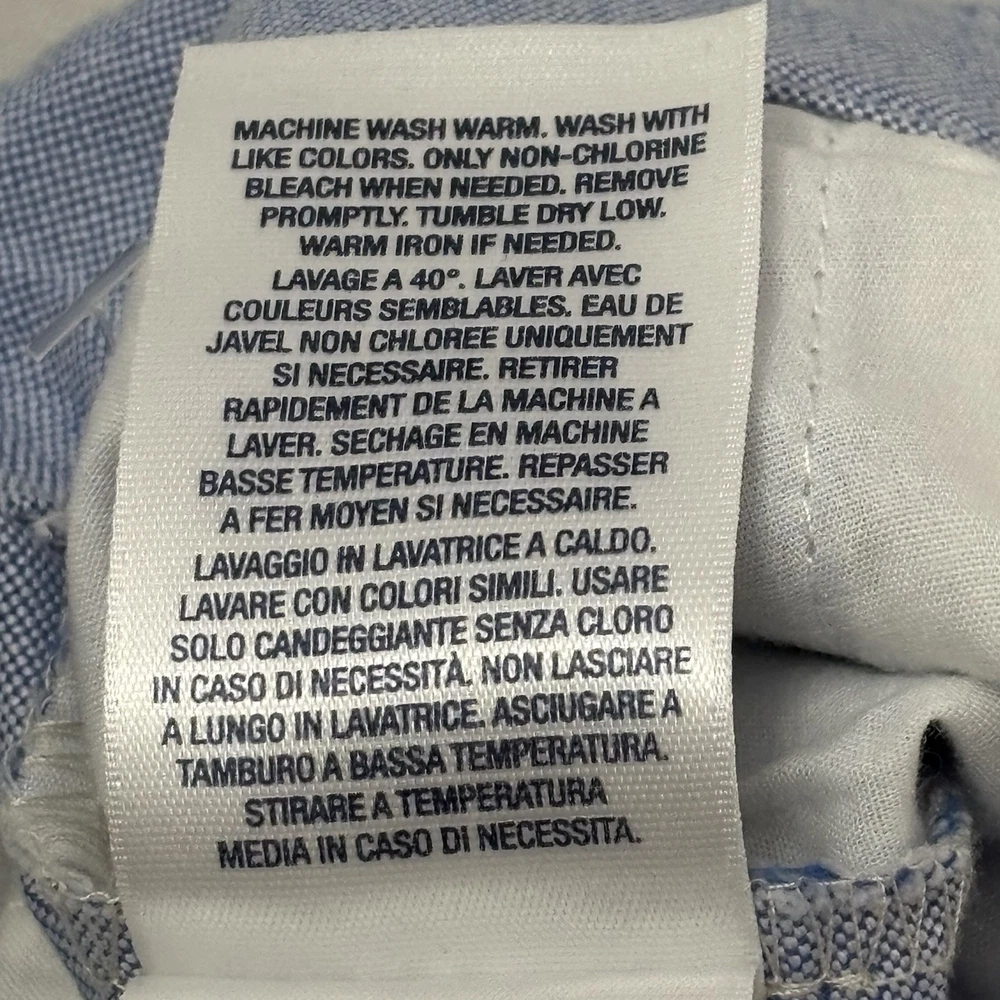 MACHINE WASH WARM. WASH WITH
LIKE COLORS. ONLY NON-CHLORINE
BLEACH WHEN NEEDED. REMOVE
PROMPTLY. TUMBLE DRY LOW.
WARM IRON IF NEEDED.
LAVAGE A 40°. LAVER AVEC
COULEURS SEMBLABLES. EAU DE
JAVEL NON CHLOREE UNIQUEMENT
SI NECESSAIRE. RETIRER
RAPIDEMENT DE LA MACHINE A
LAVER. SECHAGE EN MACHINE
BASSE TEMPERATURE. REPASSER
A FER MOYEN SI NECESSAIRE.
LAVAGGIO IN LAVATRICE A CALDO.
LAVARE CON COLORI SIMILI. USARE
SOLO CANDEGGIANTE SENZA CLORO
IN CASO DI NECESSITÀ. NON LASCIARE
A LUNGO IN LAVATRICE. ASCIUGARE A
TAMBURO A BASSA TEMPERATURA.
STIRARE A TEMPERATURA
MEDIA IN CASO DI NECESSITA.